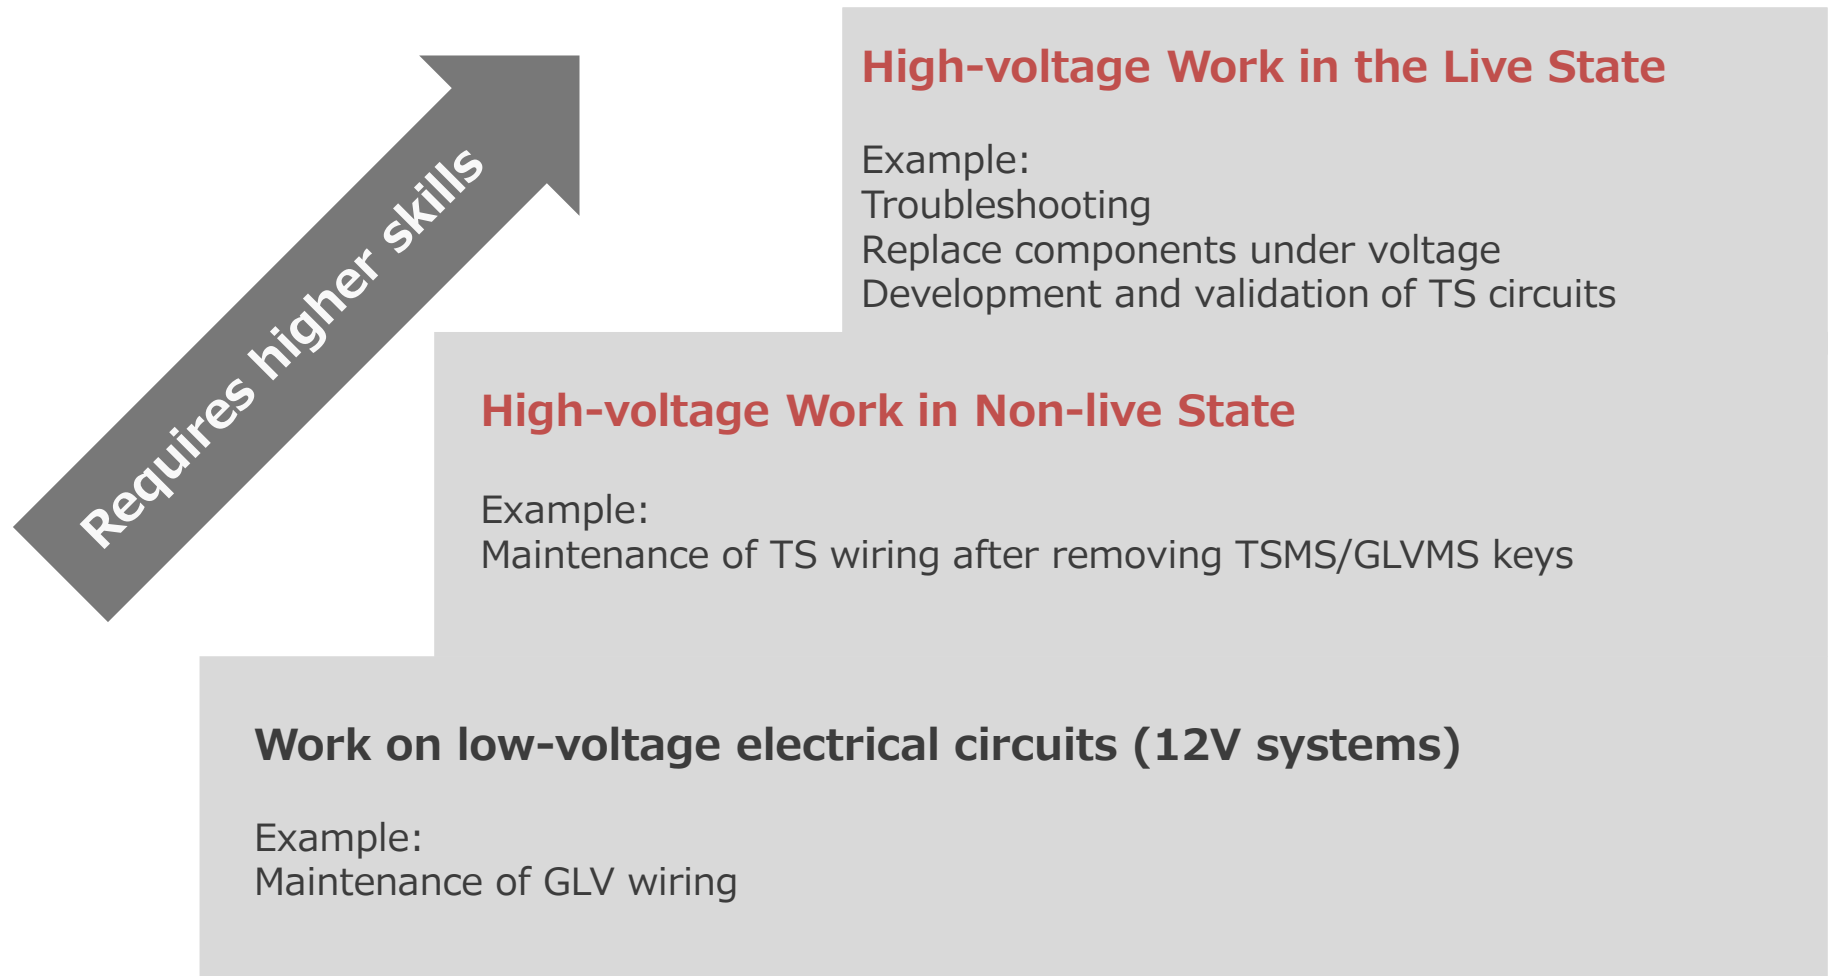 Requires higher skills
High-voltage Work in the Live State
Example:
Troubleshooting
Replace components under voltage
Development and validation of TS circuits
High-voltage Work in Non-live State
Example:
Maintenance of TS wiring after removing TSMS/GLVMS keys
Work on low-voltage electrical circuits (12V systems)
Example:
Maintenance of GLV wiring